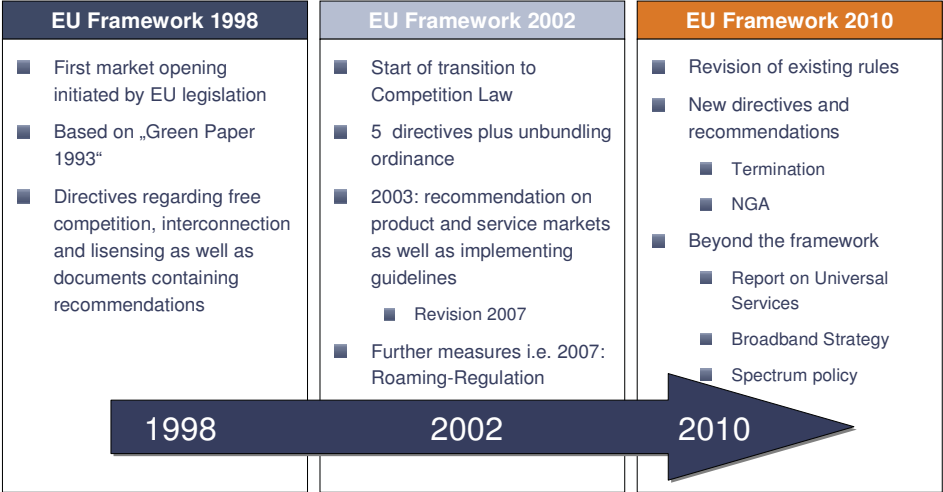 EU Framework 1998
First market opening
initiated by EU legislation
Based on „Green Paper
1993“
Directives regarding free
competition, interconnection
and lisensing as well as
documents containing
recommendations
EU Framework 2002
Start of transition to
Competition Law
5 directives plus unbundling
ordinance
2003: recommendation on
product and service markets
as well as implementing
guidelines
Revision 2007
Further measures i.e. 2007:
Roaming-Regulation
EU Framework 2010
Revision of existing rules
New directives and
recommendations
Termination
NGA
Beyond the framework
Report on Universal
Services
Broadband Strategy
Spectrum policy
1998
2002
2010